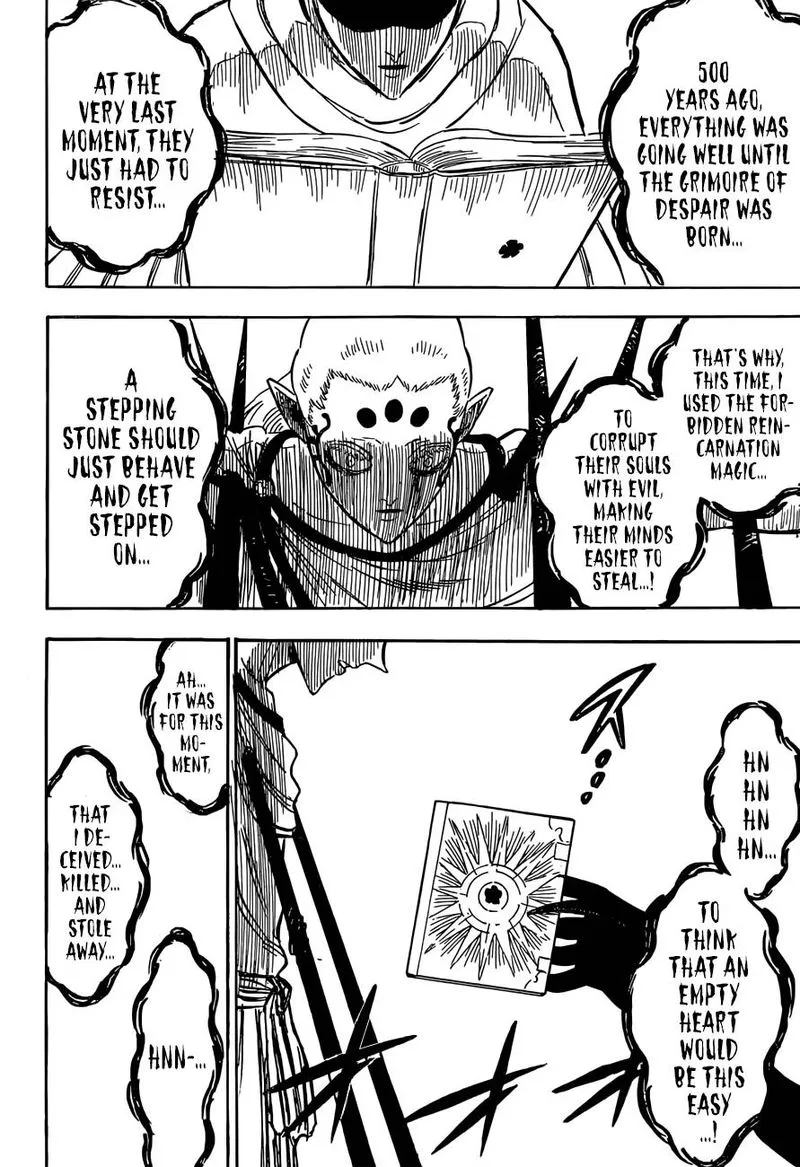 500
YEARS AGO,
EVERYTHING WAS
GOING WELL UNTIL
THE GRIMOIRE OF
DESPAIR WAS
BORN...
AT THE
VERY LAST
MOMENT, THEY
JUST HAD TO
RESIST...
THAT'S WHY,
THIS TIME, I
USED THE FOR-
BIDDEN REIN-
CARNATION
MAGIC...
TO
CORRUPT
THEIR SOULS
WITH EVIL,
MAKING
THEIR MINDS
EASIER TO
STEAL...!
A
STEPPING
STONE SHOULD
JUST BEHAVE
AND GET
STEPPED
ON...
HN
HN
HN
HN...
TO
THINK
THAT AN
EMPTY
HEART
WOULD
BE THIS
EASY
...!
AH...
IT WAS
FOR THIS
MO-
MENT,
THAT
I DE-
CEIVED...
KILLED...
AND
STOLE
AWAY...
HNN-...